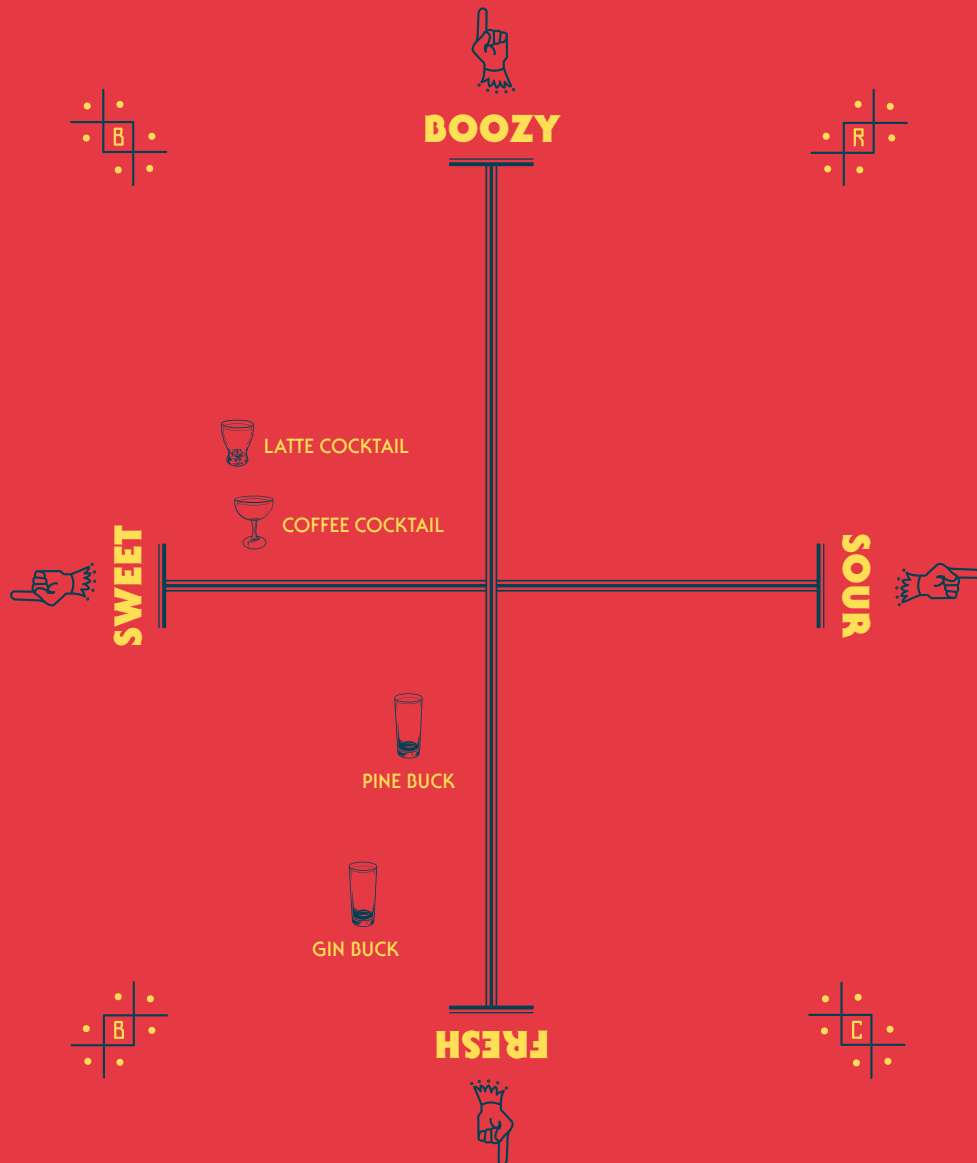 BOOZY
B
R
LATTE COCKTAIL
COFFEE COCKTAIL
SWEET
SOUR
PINE BUCK
GIN BUCK
B
C
FRESH